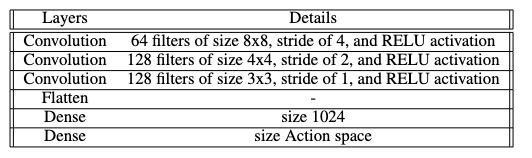 Layers Details
Convolution 64 filters of size 8x8, stride of 4, and RELU activation
Convolution 128 filters of size 4x4, stride of 2, and RELU activation
Convolution 128 filters of size 3x3, stride of 1, and RELU activation
Flatten -
Dense size 1024
Dense size Action space